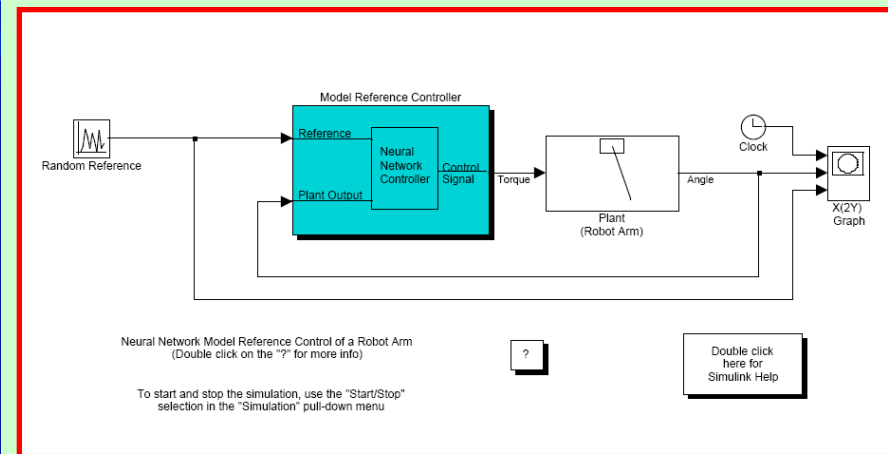 Model Reference Controller
Random Reference
Reference
Neural
Network
Controller
Plant Output
Control
Signal
Torque
Plant
(Robot Arm)
Angle
Clock
X(2Y)
Graph
Neural Network Model Reference Control of a Robot Arm
(Double click on the "?" for more info)
?
Double click
here for
Simulink Help
To start and stop the simulation, use the "Start/Stop"
selection in the "Simulation" pull-down menu